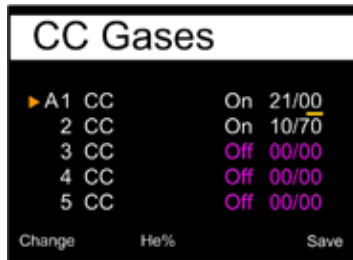 CC Gases
A1 CC On 21/00
2 CC On 10/70
3 CC Off 00/00
4 CC Off 00/00
5 CC Off 00/00
Change He% Save